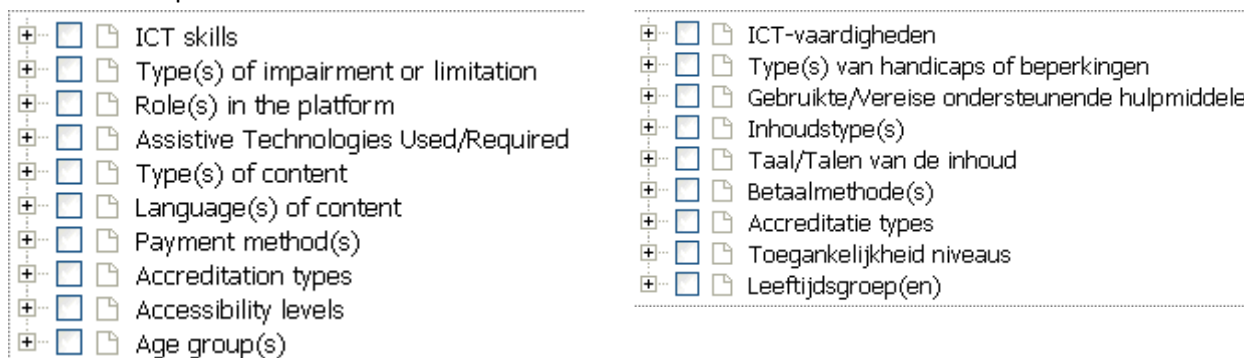 ICT skills
Type(s) of impairment or limitation
Role(s) in the platform
Assistive Technologies Used/Required
Type(s) of content
Language(s) of content
Payment method(s)
Accreditation types
Accessibility levels
Age group(s)
ICT-vaardigheden
Type(s) van handicaps of beperkingen
Gebruikte/Vereise ondersteunende hulpmiddele
Inhoudstype(s)
Taal/Talen van de inhoud
Betaalmethode(s)
Accreditatie types
Toegankelijkheid niveaus
Leeftijdsgroep(en)